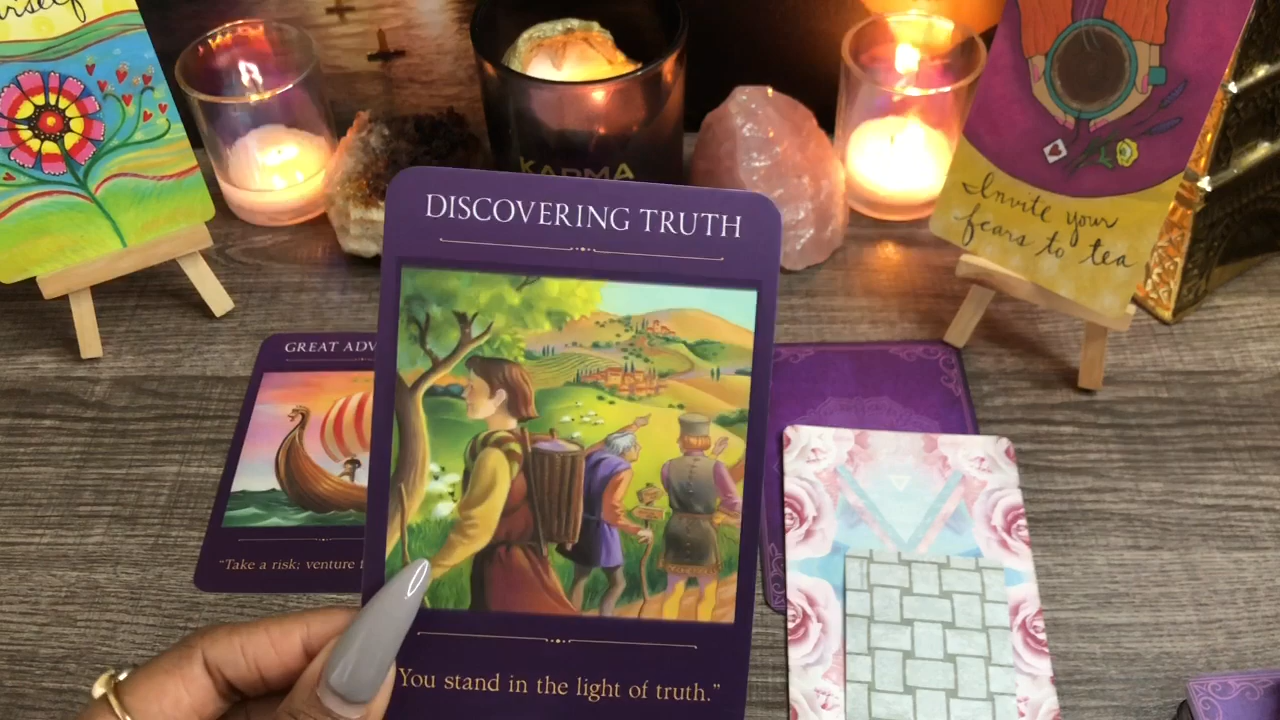 KARMA
DISCOVERING TRUTH
Invite your
fears to tea
GREAT ADV
"Take a risk; venture
You stand in the light of truth."